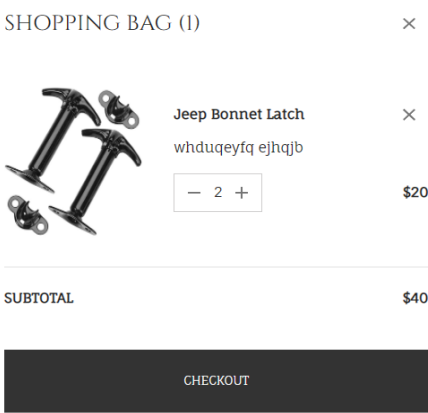 SHOPPING BAG (1)
Jeep Bonnet Latch
whduqeyfq ejhqjb
— 2 +
$20
SUBTOTAL
$40
CHECKOUT